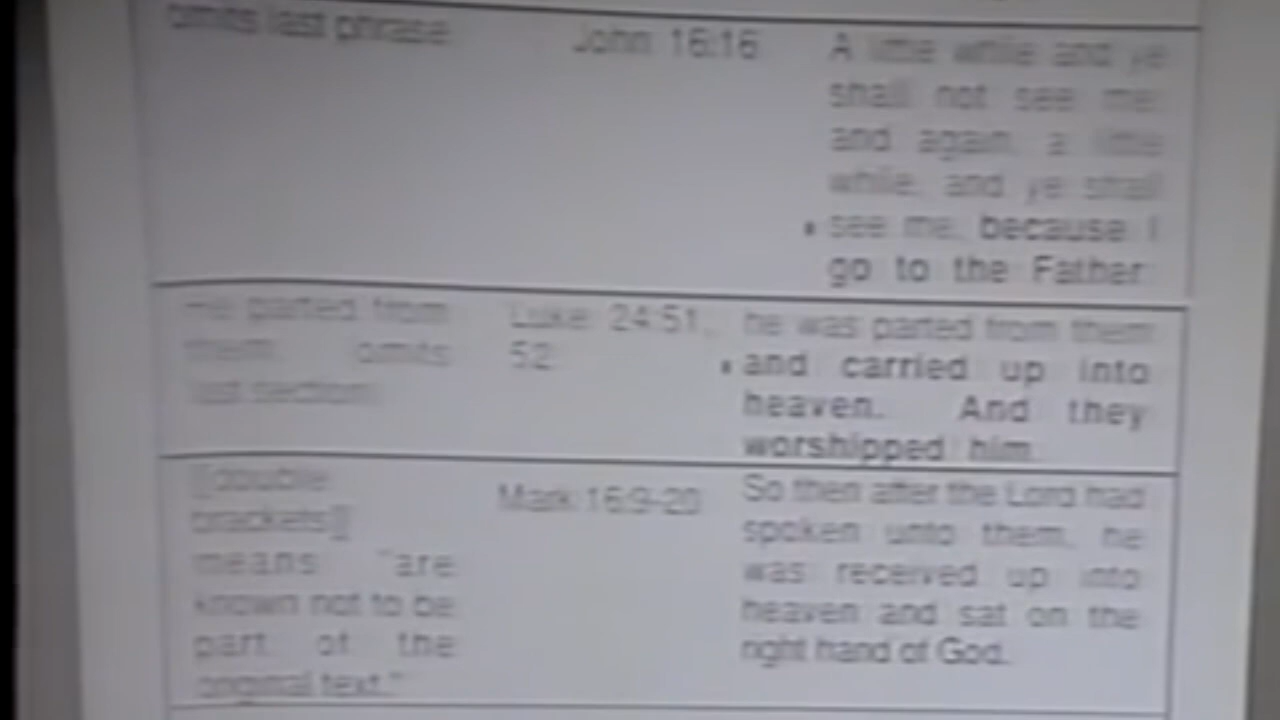 omits last phrase
John 16:16
A little while and ye
shall not see me:
and again, a little
while, and ye shall
see me, because I
go to the Father
He parted from
them omits
last section
Luke 24:51,
52
he was parted from them
and carried up into
heaven. And they
worshipped him.
[[double
brackets]]
means "are
known not to be
part of the
original text."
Mark 16:9-20
So then after the Lord had
spoken unto them, he
was received up into
heaven and sat on the
right hand of God.